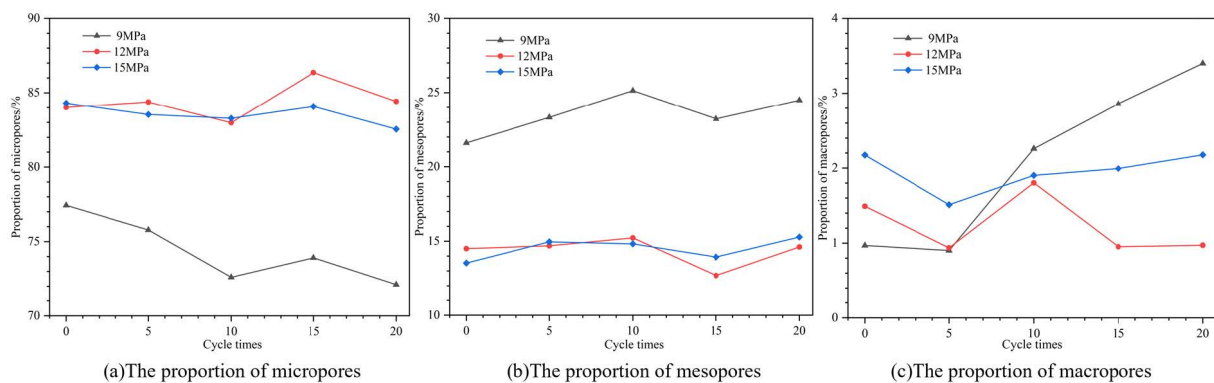 90
85
80
75
70
Proportion of micropores/%
9MPa
12MPa
15MPa
0 5 10 15 20
Cycle times
(a)The proportion of micropores
30
25
20
15
10
Proportion of mesopores/%
9MPa
12MPa
15MPa
0 5 10 15 20
Cycle times
(b)The proportion of mesopores
4
3
2
1
0
Proportion of macropores/%
9MPa
12MPa
15MPa
0 5 10 15 20
Cycle times
(c)The proportion of macropores